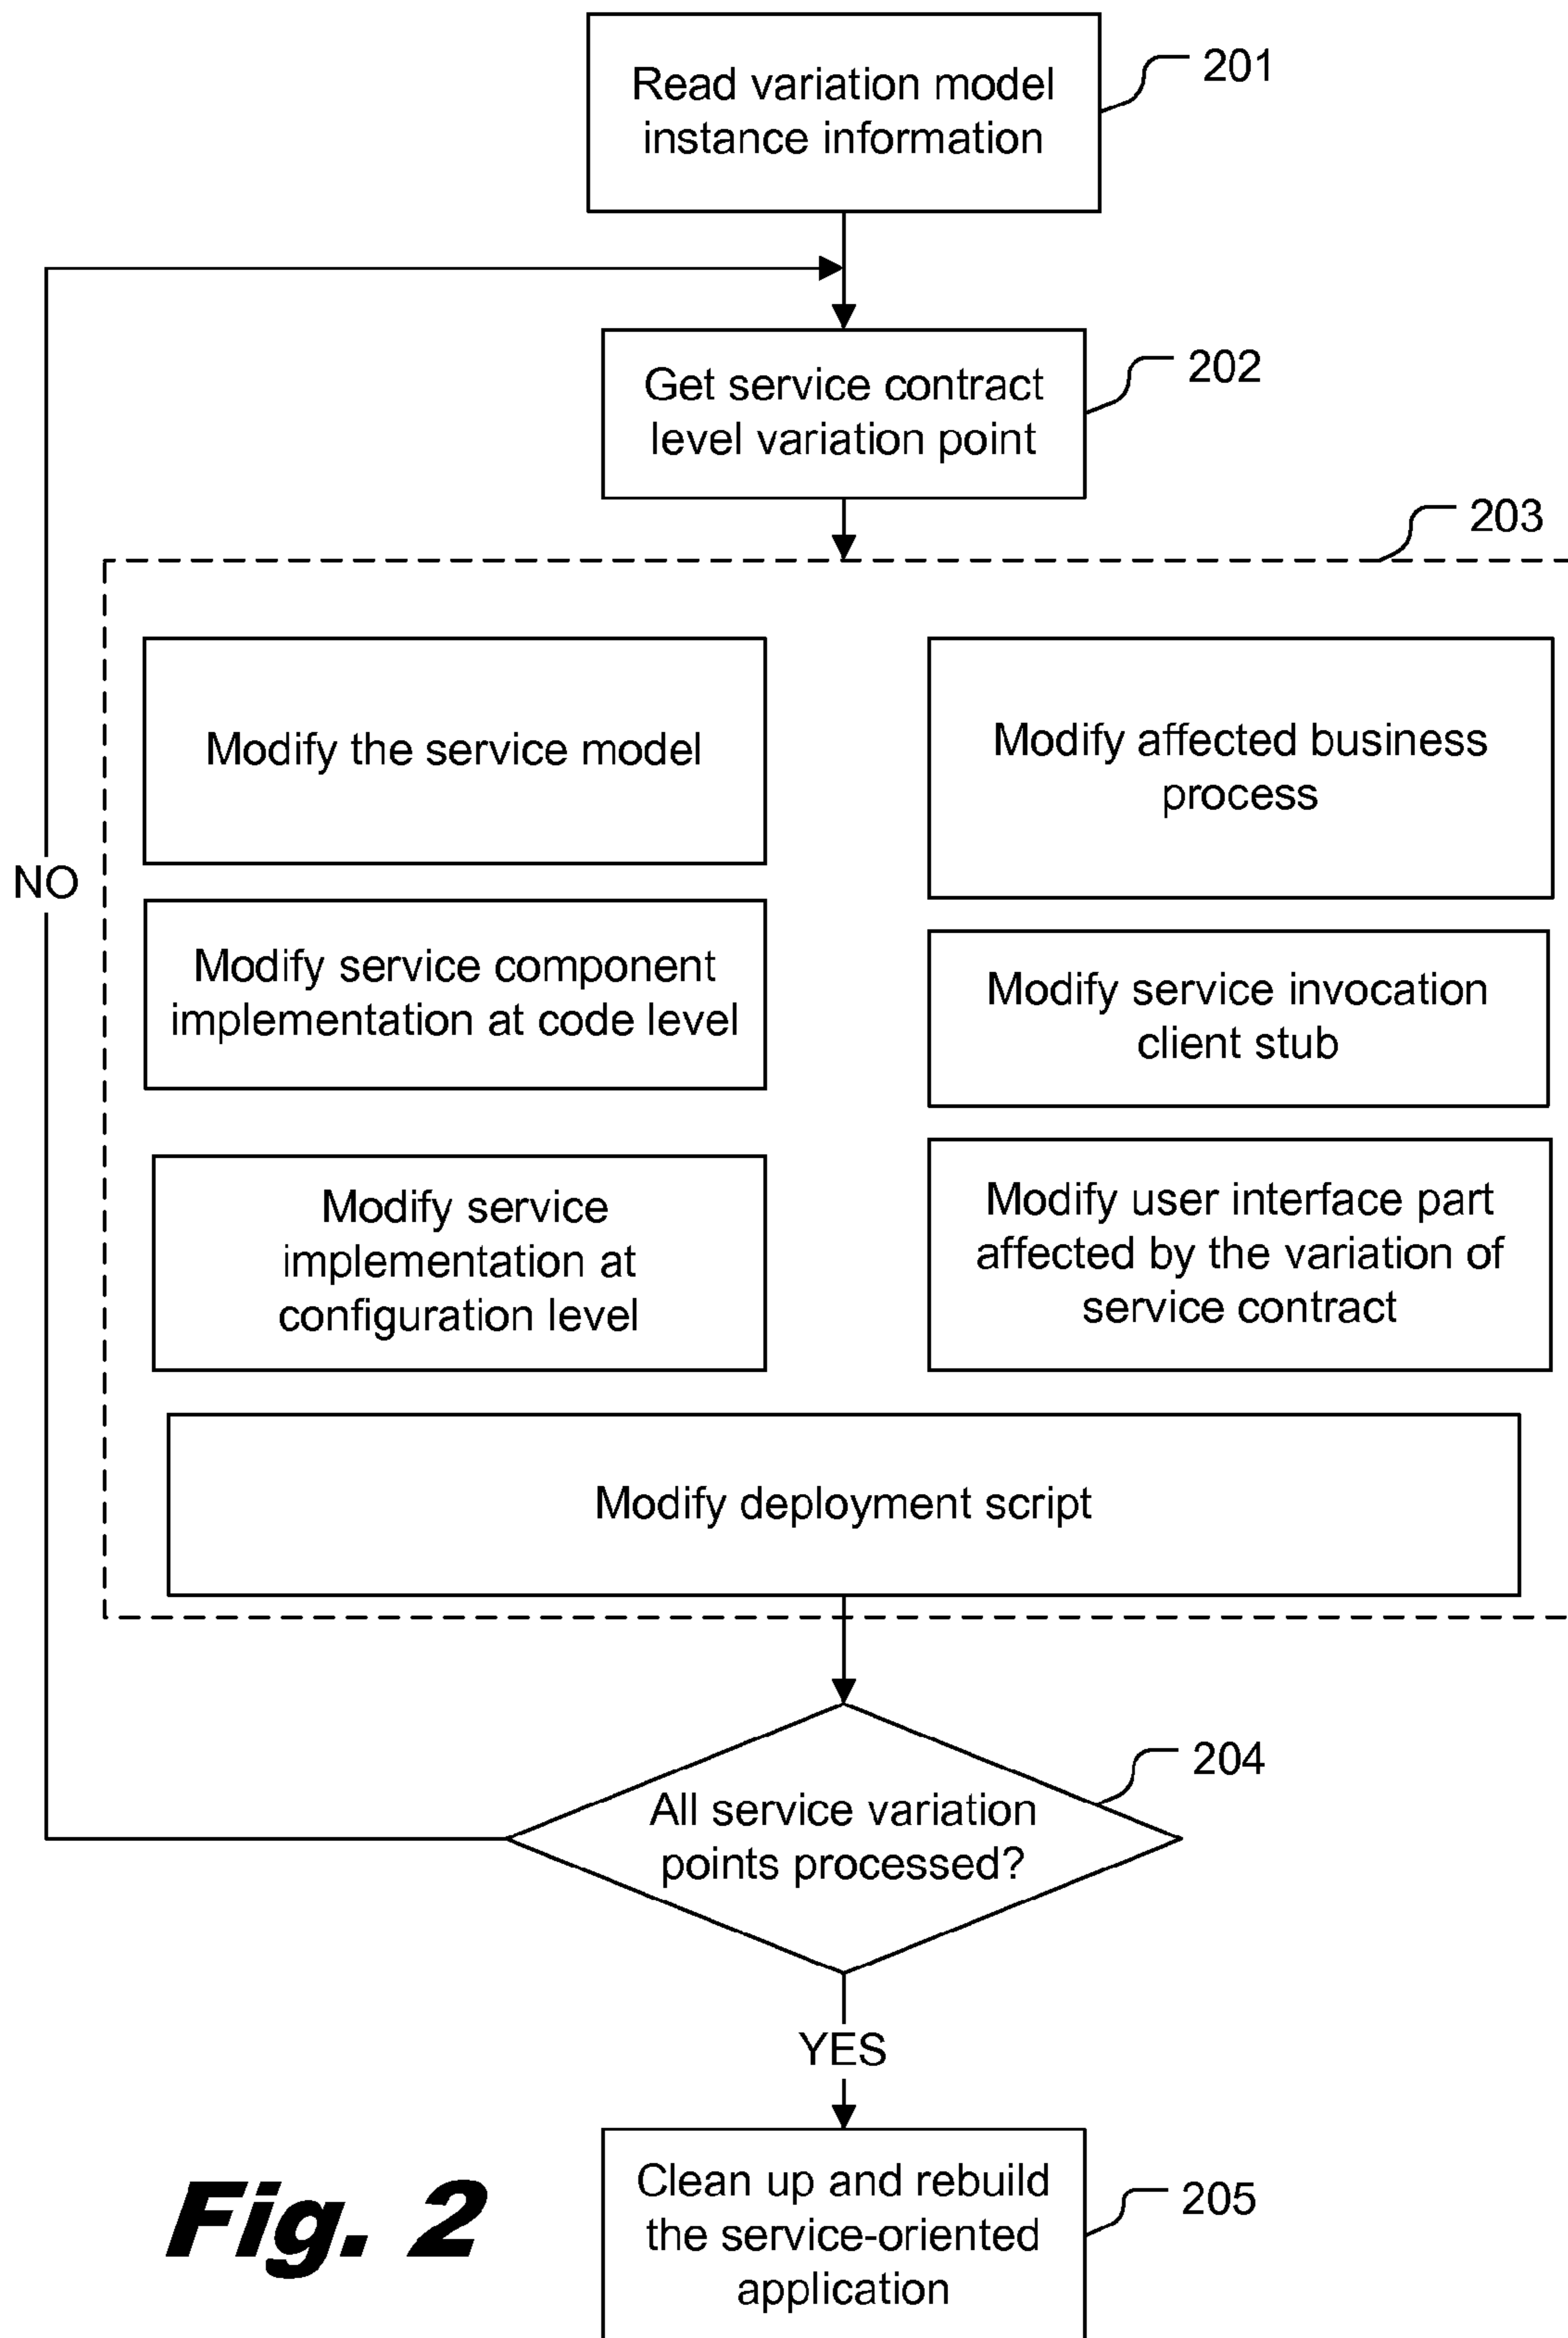 Read variation model
instance information
201
Get service contract
level variation point
202
203
Modify the service model
Modify affected business
process
NO
Modify service component
implementation at code level
Modify service invocation
client stub
Modify service
implementation at
configuration level
Modify user interface part
affected by the variation of
service contract
Modify deployment script
204
All service variation
points processed?
YES
Clean up and rebuild
the service-oriented
application
205
Fig. 2